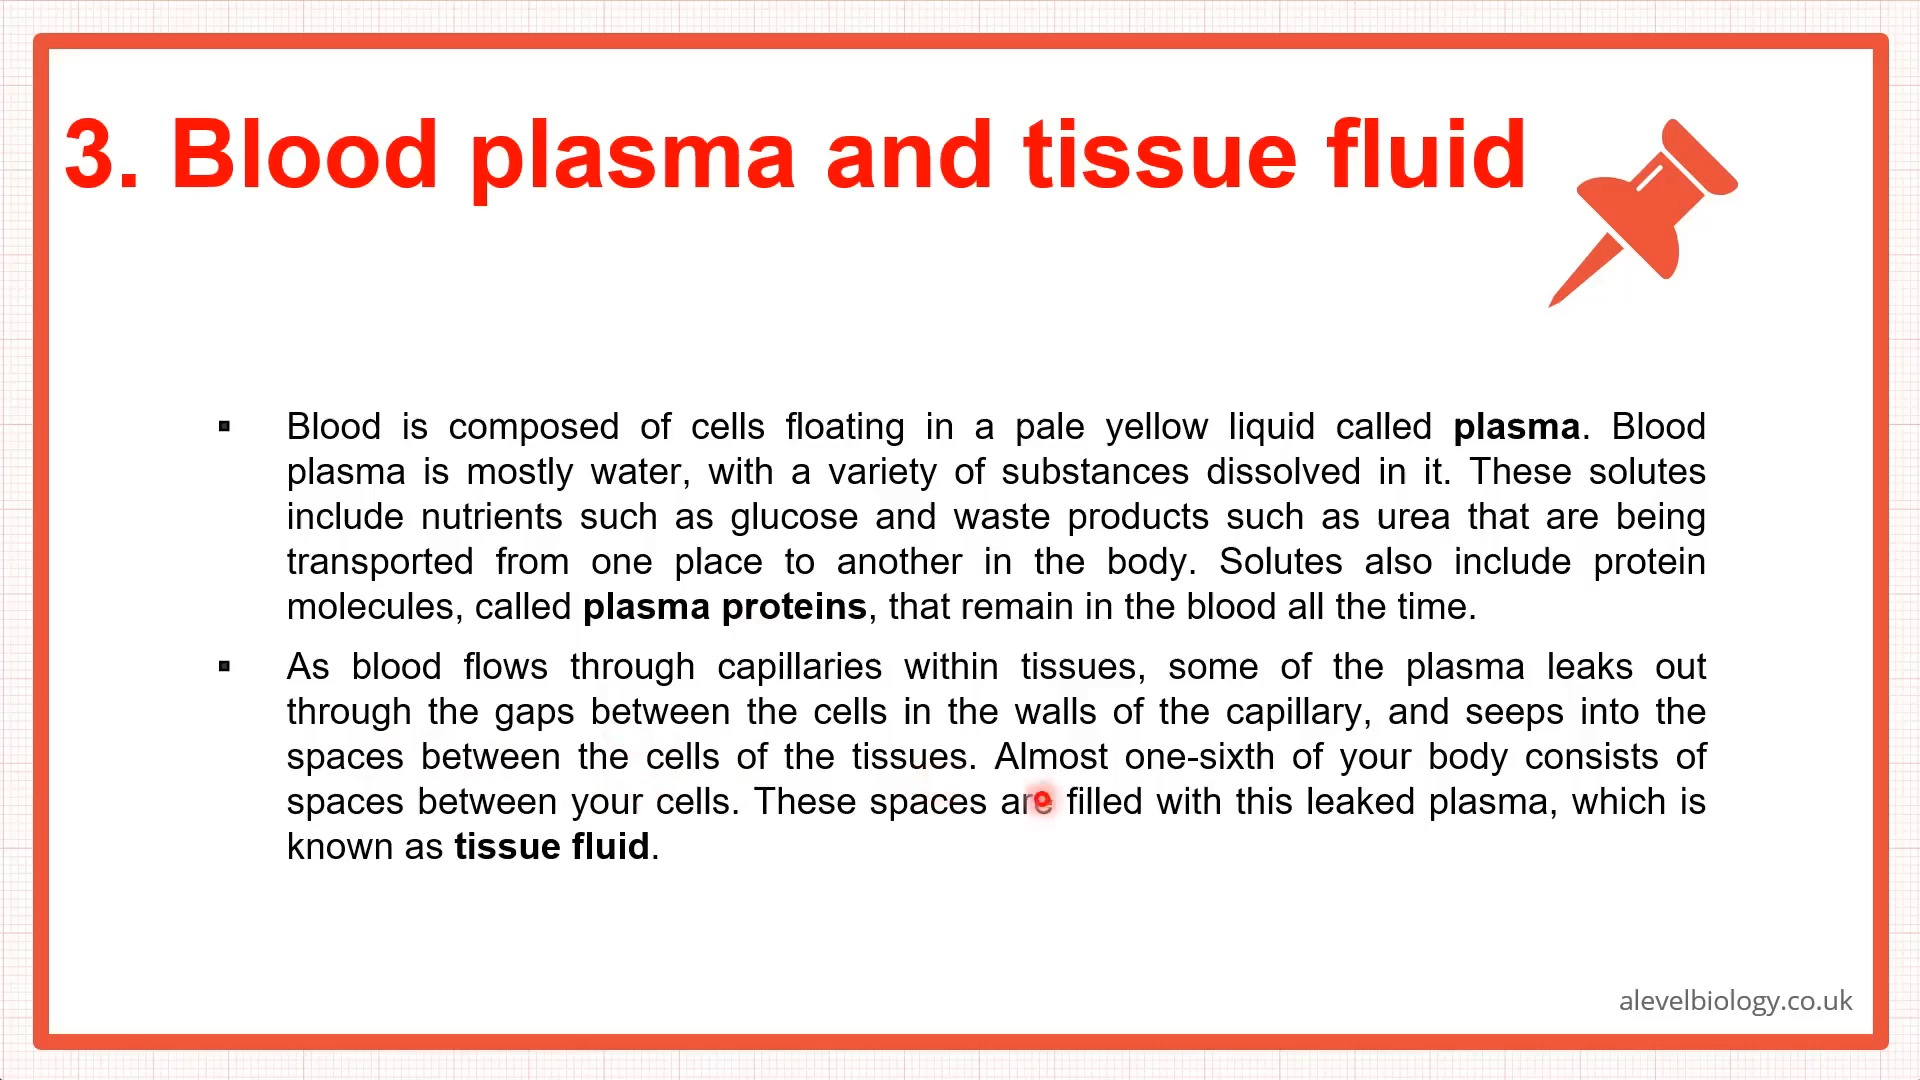 3. Blood plasma and tissue fluid
▪ Blood is composed of cells floating in a pale yellow liquid called plasma. Blood
plasma is mostly water, with a variety of substances dissolved in it. These solutes
include nutrients such as glucose and waste products such as urea that are being
transported from one place to another in the body. Solutes also include protein
molecules, called plasma proteins, that remain in the blood all the time.
▪ As blood flows through capillaries within tissues, some of the plasma leaks out
through the gaps between the cells in the walls of the capillary, and seeps into the
spaces between the cells of the tissues. Almost one-sixth of your body consists of
spaces between your cells. These spaces are filled with this leaked plasma, which is
known as tissue fluid.
alevelbiology.co.uk